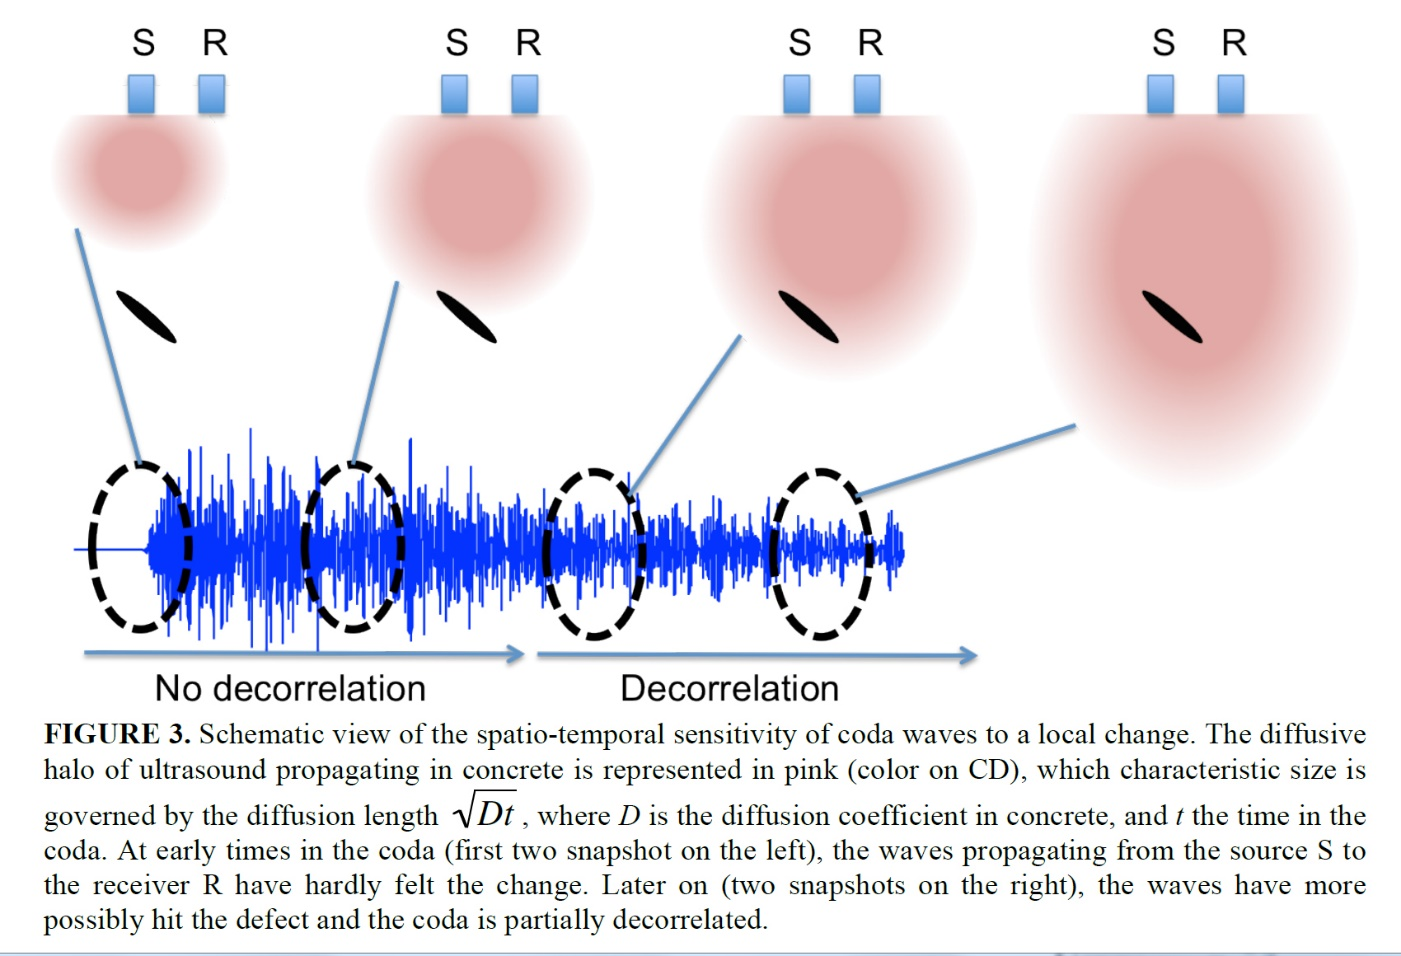 S R S R S R S R
No decorrelation Decorrelation
FIGURE 3. Schematic view of the spatio-temporal sensitivity of coda waves to a local change. The diffusive
halo of ultrasound propagating in concrete is represented in pink (color on CD), which characteristic size is
governed by the diffusion length √Dt , where D is the diffusion coefficient in concrete, and t the time in the
coda. At early times in the coda (first two snapshot on the left), the waves propagating from the source S to
the receiver R have hardly felt the change. Later on (two snapshots on the right), the waves have more
possibly hit the defect and the coda is partially decorrelated.